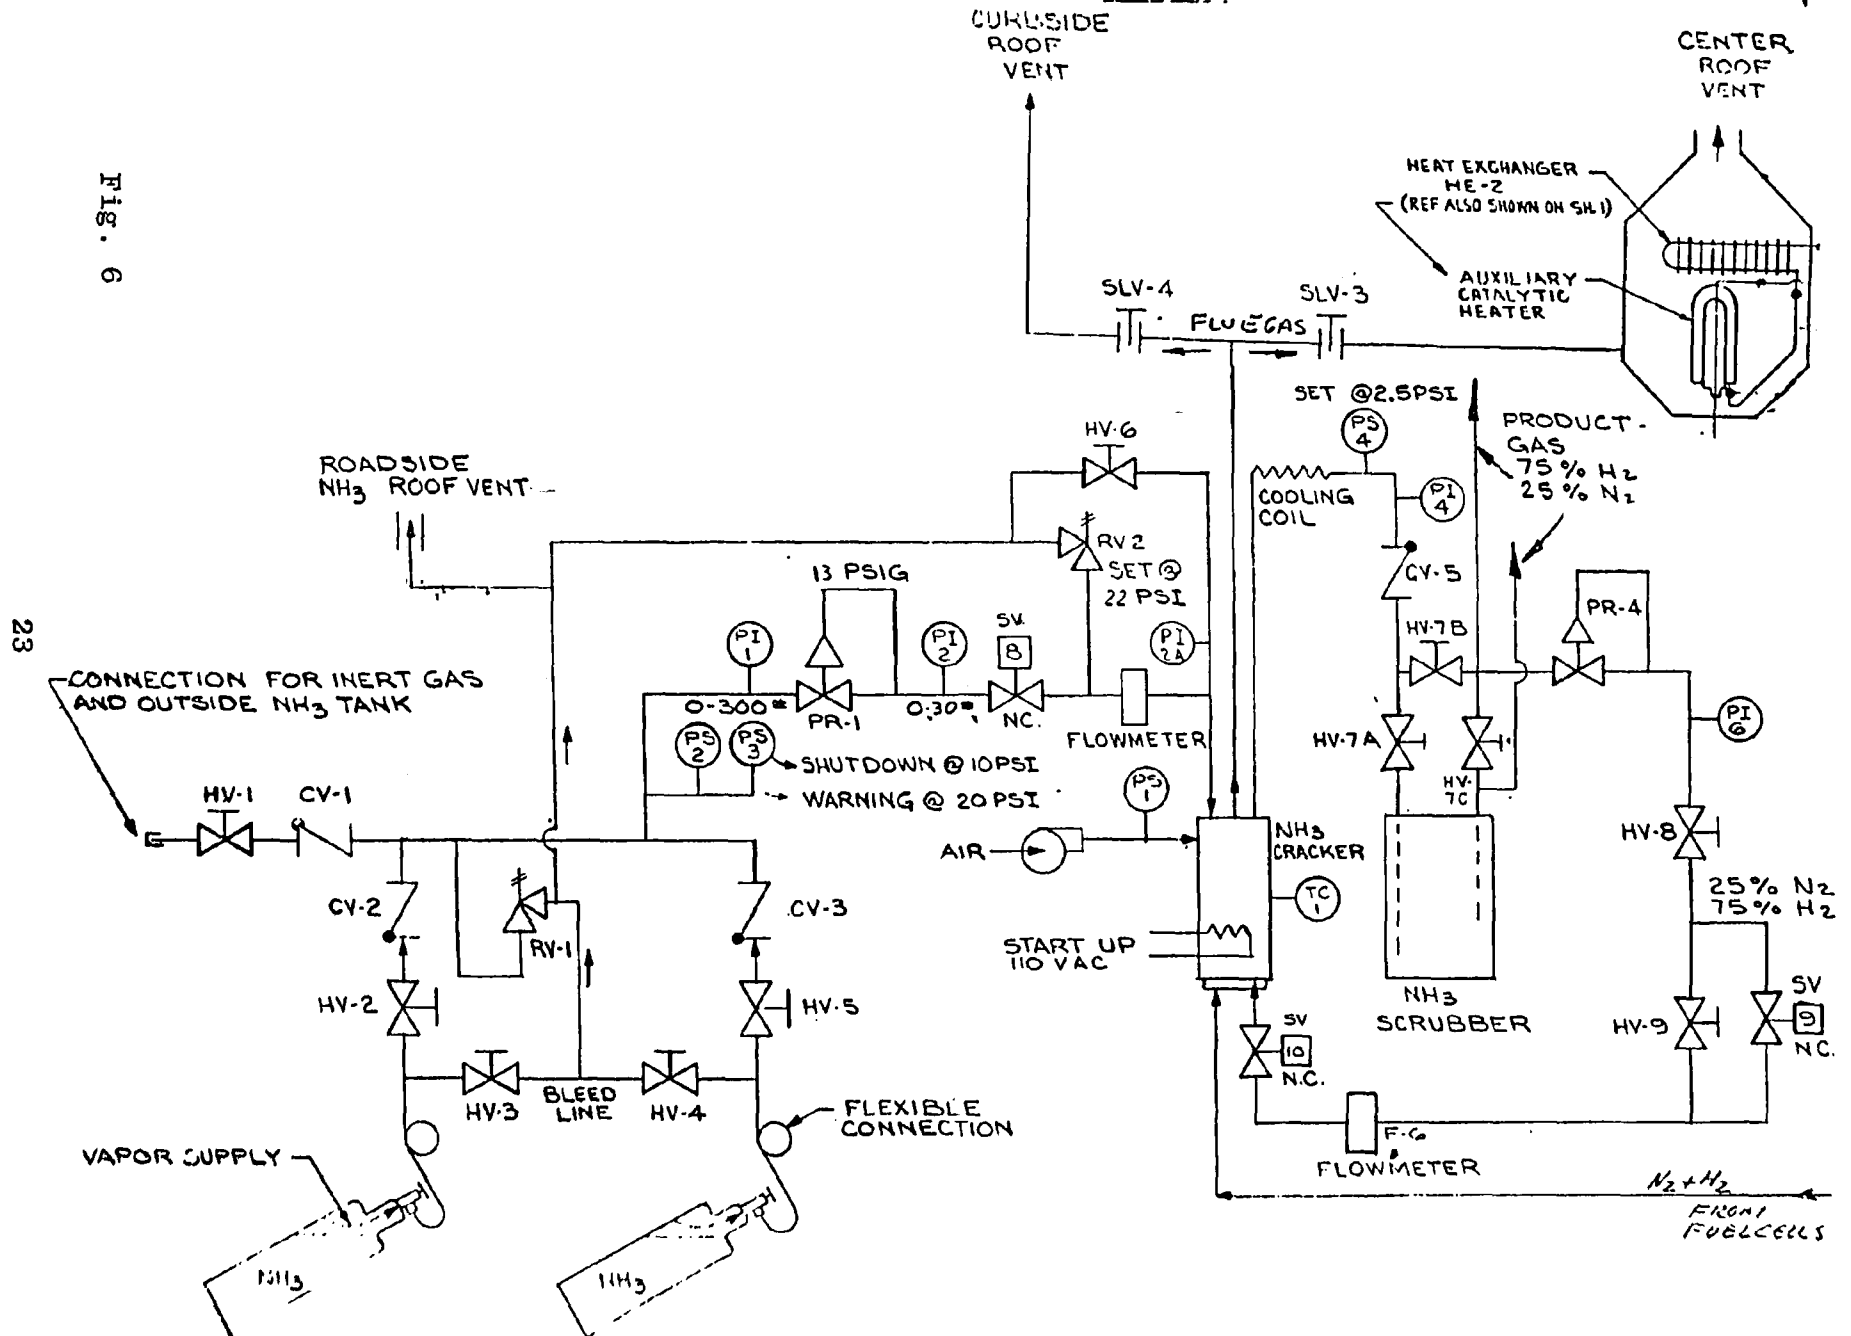 CURBSIDE
ROOF
VENT
CENTER
ROOF
VENT
HEAT EXCHANGER
HE-2
(REF ALSO SHOWN ON SH.1)
AUXILIARY
CATALYTIC
HEATER
Fig. 6
23
SLV-4
FLUE GAS
SLV-3
SET @2.5PSI
PS
4
PRODUCT-
GAS
75% H2
25% N2
HV-6
ROADSIDE
NH3 ROOF VENT
COOLING
COIL
PI
4
RV2
SET @
22 PSI
CV-5
PR-4
13 PSIG
PI
1
PI
2
SV.
8
PI
2A
HV-7B
CONNECTION FOR INERT GAS
AND OUTSIDE NH3 TANK
0-300#
PR-1
0-30#
NC.
FLOWMETER
PS
2
PS
3
SHUTDOWN @ 10PSI
WARNING @ 20 PSI
HV-7A
HV-
7C
PI
6
HV-1
CV-1
PS
1
AIR
NH3
CRACKER
HV-8
CV-2
RV-1
CV-3
TC
1
25% N2
75% H2
START UP
110 VAC
HV-2
HV-5
NH3
SCRUBBER
SV
10
N.C.
HV-9
SV
9
N.C.
HV-3
BLEED
LINE
HV-4
FLEXIBLE
CONNECTION
VAPOR SUPPLY
F-6
FLOWMETER
N2+H2
FROM
FUELCELLS
NH3
NH3